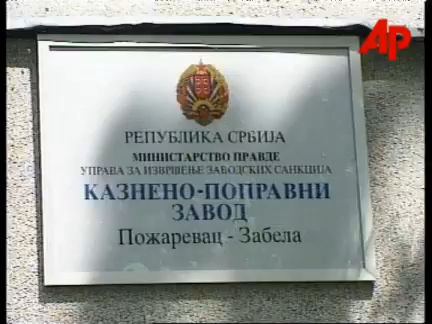 AP
РЕПУБЛИКА СРБИЈА
МИНИСТАРСТВО ПРАВДЕ
УПРАВА ЗА ИЗВРШЕЊЕ ЗАВОДСКИХ САНКЦИЈА
КАЗНЕНО-ПОПРАВНИ
ЗАВОД
Пожаревац - Забела